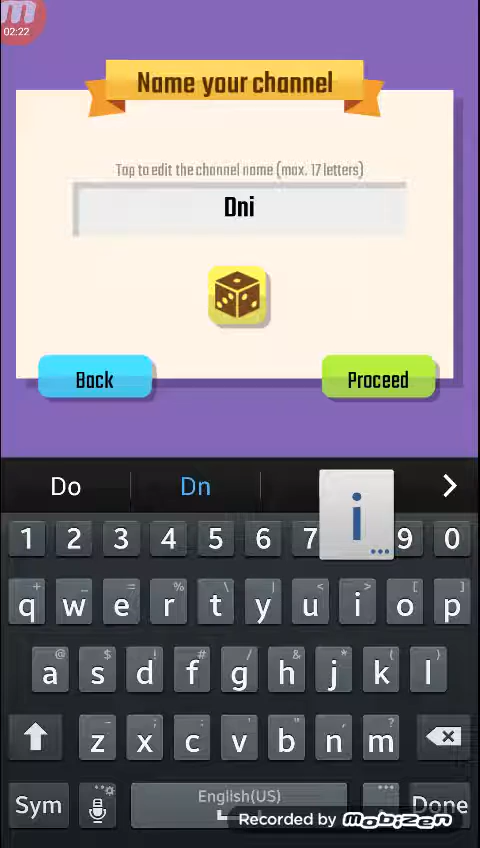 m
02:22
Name your channel
Tap to edit the channel name (max. 17 letters)
Dni
Back
Proceed
Do
Dn
i
...
>
1 2 3 4 5 6 7 9 0
+ _ = % \ | < > [ ]
q w e r t y u i o p
@ $ ! # / ^ & * ( )
a s d f g h j k l
- ; : , " , ?
z x c v b n m
Sym
English(US)
...
Done
Recorded by mobizen